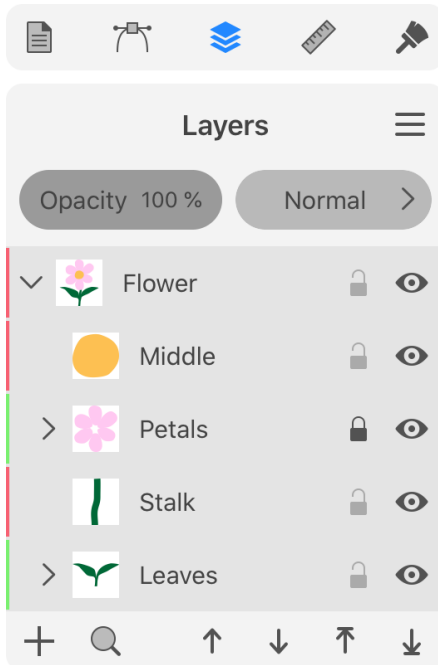 Layers
Opacity 100 %
Normal
Flower
Middle
Petals
Stalk
Leaves